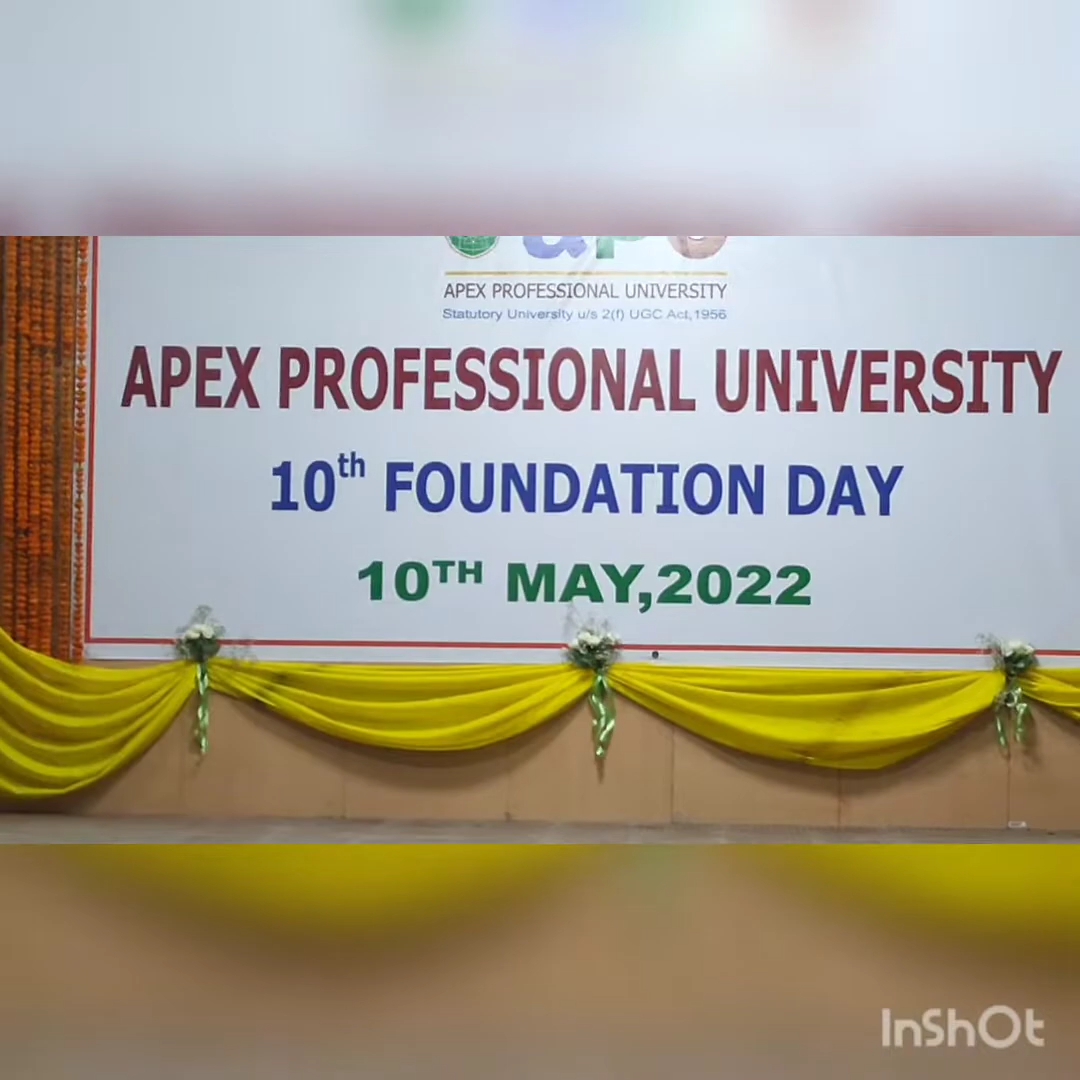 apu
APEX PROFESSIONAL UNIVERSITY
Statutory University u/s 2(f) UGC Act,1956
APEX PROFESSIONAL UNIVERSITY
10th FOUNDATION DAY
10TH MAY,2022
InShOt